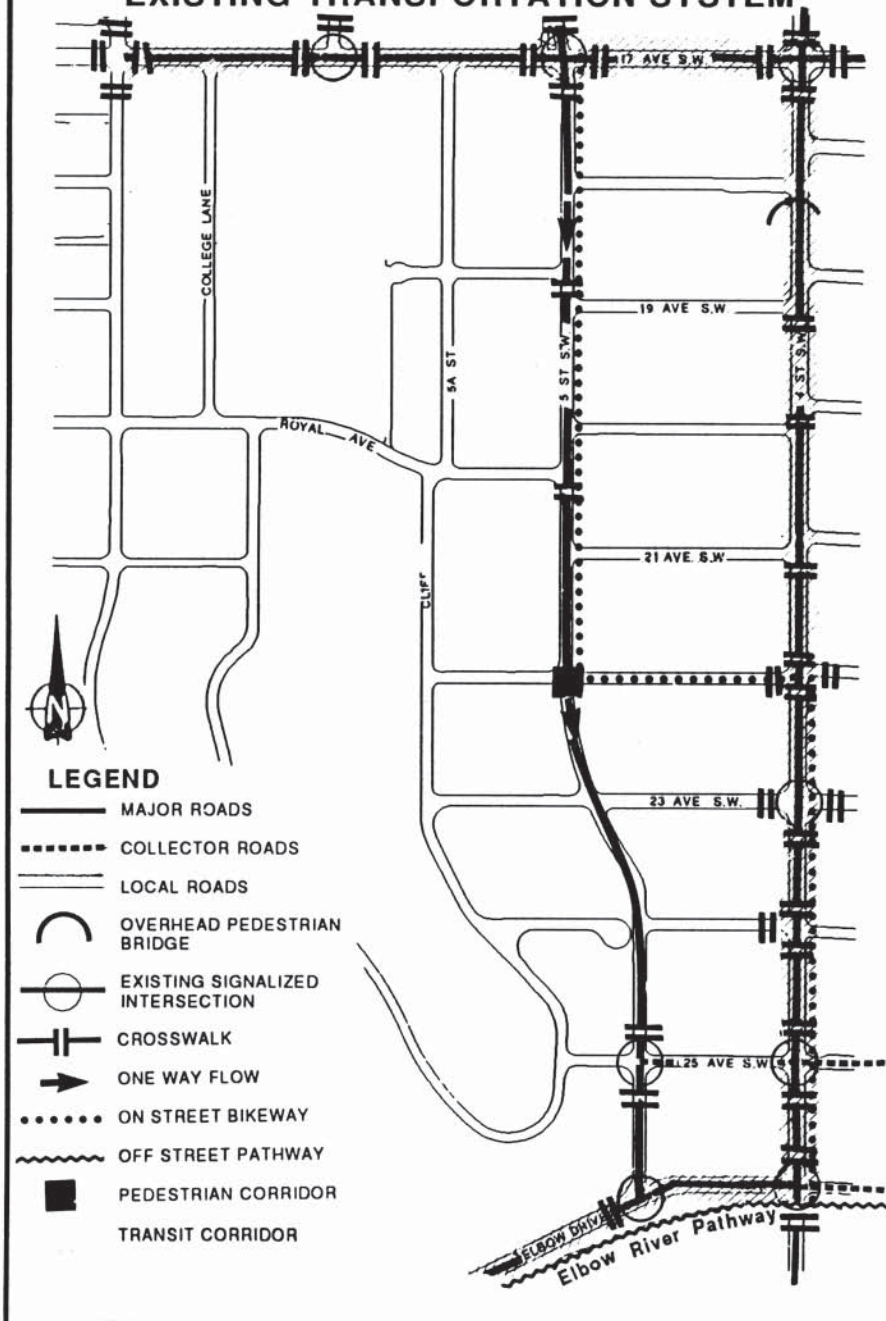 EXISTING TRANSPORTATION SYSTEM
17 AVE S.W.
COLLEGE LANE
19 AVE S.W.
5A ST
5 ST S.W.
4 ST S.W.
ROYAL AVE
21 AVE. S.W.
CLIFF
N
23 AVE S.W.
LEGEND
MAJOR ROADS
COLLECTOR ROADS
LOCAL ROADS
OVERHEAD PEDESTRIAN
BRIDGE
EXISTING SIGNALIZED
INTERSECTION
CROSSWALK
ONE WAY FLOW
ON STREET BIKEWAY
OFF STREET PATHWAY
PEDESTRIAN CORRIDOR
TRANSIT CORRIDOR
25 AVE S.W.
ELBOW DRIVE
Elbow River Pathway